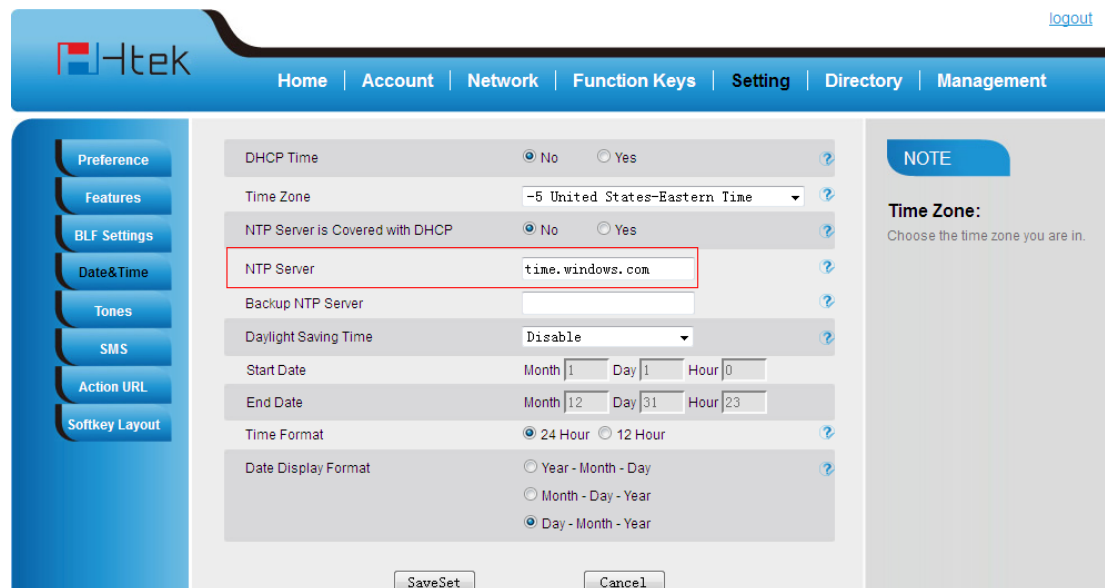 logout
Htek
Home Account Network Function Keys Setting Directory Management
Preference
Features
BLF Settings
Date&Time
Tones
SMS
Action URL
Softkey Layout
DHCP Time No Yes
Time Zone -5 United States-Eastern Time
NTP Server is Covered with DHCP No Yes
NTP Server time.windows.com
Backup NTP Server
Daylight Saving Time Disable
Start Date Month 1 Day 1 Hour 0
End Date Month 12 Day 31 Hour 23
Time Format 24 Hour 12 Hour
Date Display Format Year - Month - Day
Month - Day - Year
Day - Month - Year
SaveSet Cancel
NOTE
Time Zone:
Choose the time zone you are in.